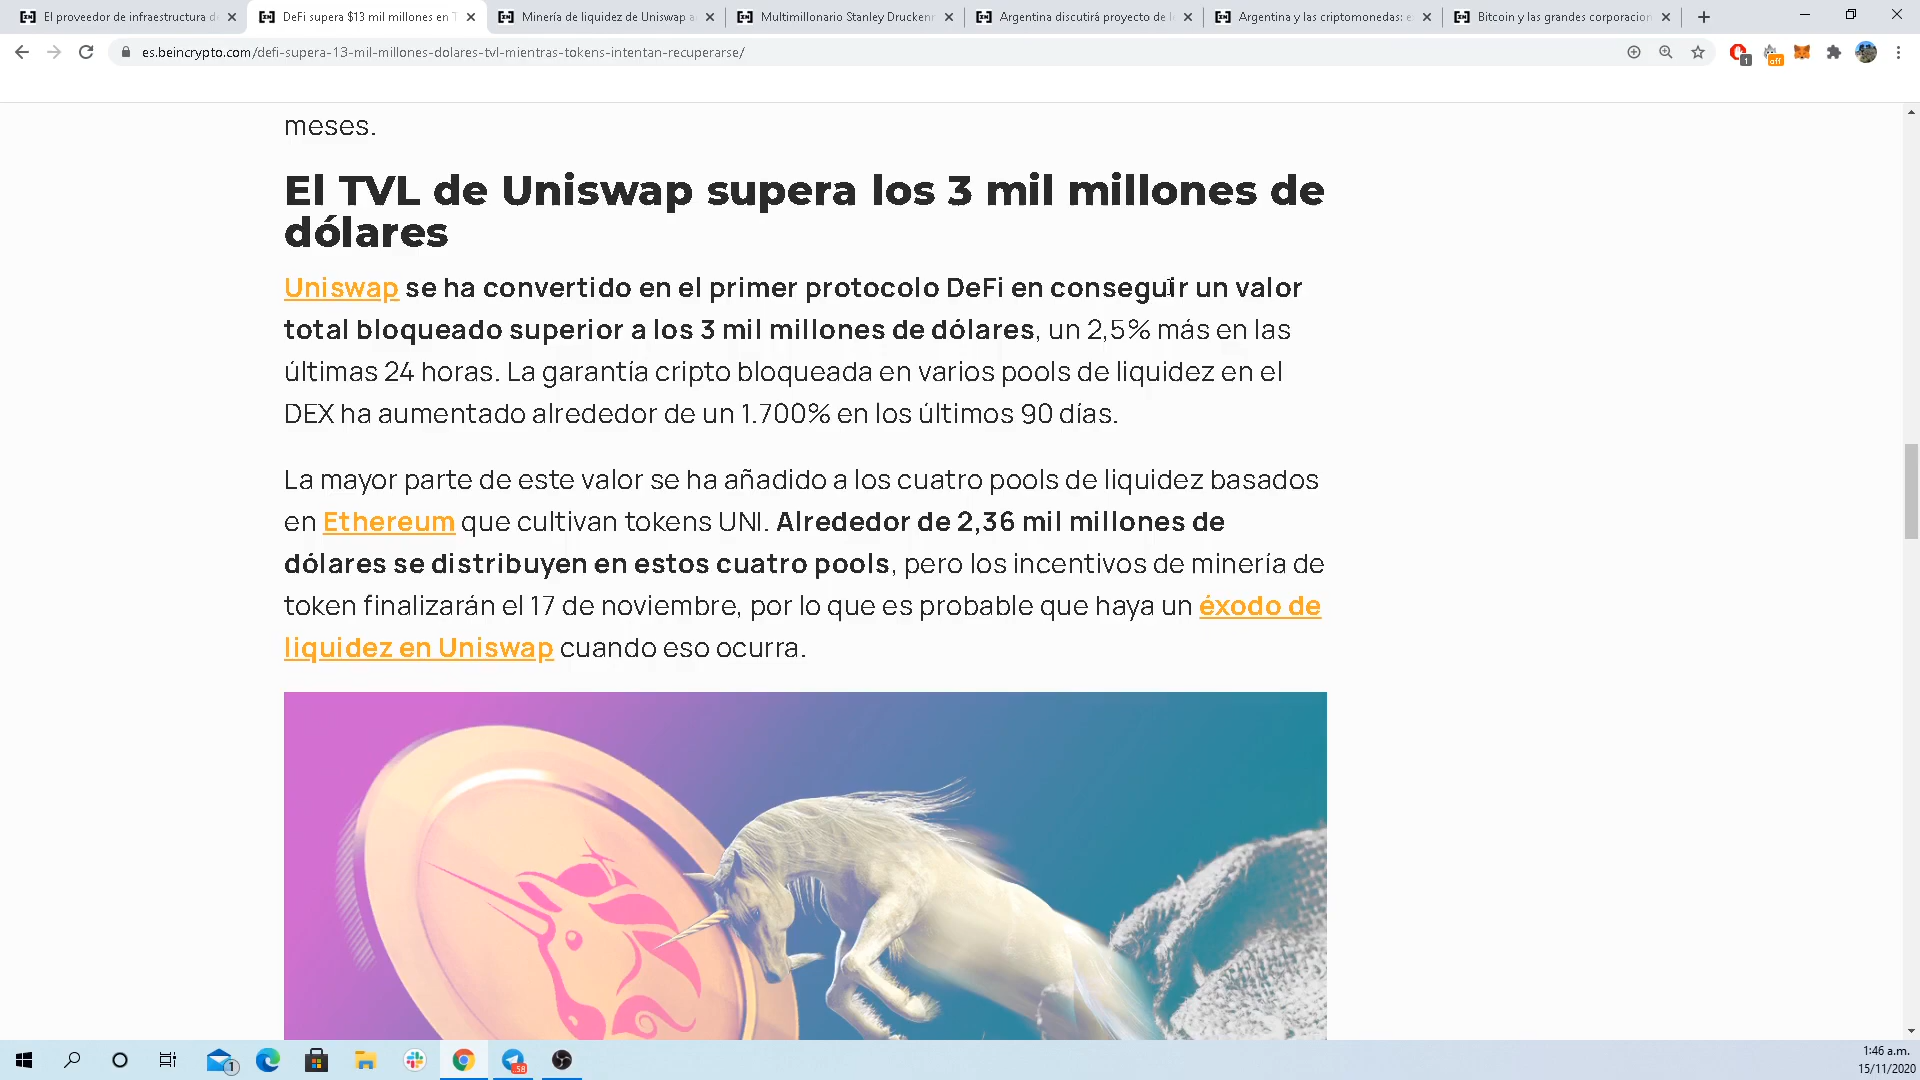 El proveedor de infraestructura d
DeFi supera $13 mil millones en T
Minería de liquidez de Uniswap a
Multimillonario Stanley Druckenm
Argentina discutirá proyecto de l
Argentina y las criptomonedas: e
Bitcoin y las grandes corporacion
es.beincrypto.com/defi-supera-13-mil-millones-dolares-tvl-mientras-tokens-intentan-recuperarse/
1
off
meses.
El TVL de Uniswap supera los 3 mil millones de
dólares
Uniswap se ha convertido en el primer protocolo DeFi en conseguir un valor
total bloqueado superior a los 3 mil millones de dólares, un 2,5% más en las
últimas 24 horas. La garantía cripto bloqueada en varios pools de liquidez en el
DEX ha aumentado alrededor de un 1.700% en los últimos 90 días.
La mayor parte de este valor se ha añadido a los cuatro pools de liquidez basados
en Ethereum que cultivan tokens UNI. Alrededor de 2,36 mil millones de
dólares se distribuyen en estos cuatro pools, pero los incentivos de minería de
token finalizarán el 17 de noviembre, por lo que es probable que haya un éxodo de
liquidez en Uniswap cuando eso ocurra.
1
58
1:46 a.m.
15/11/2020